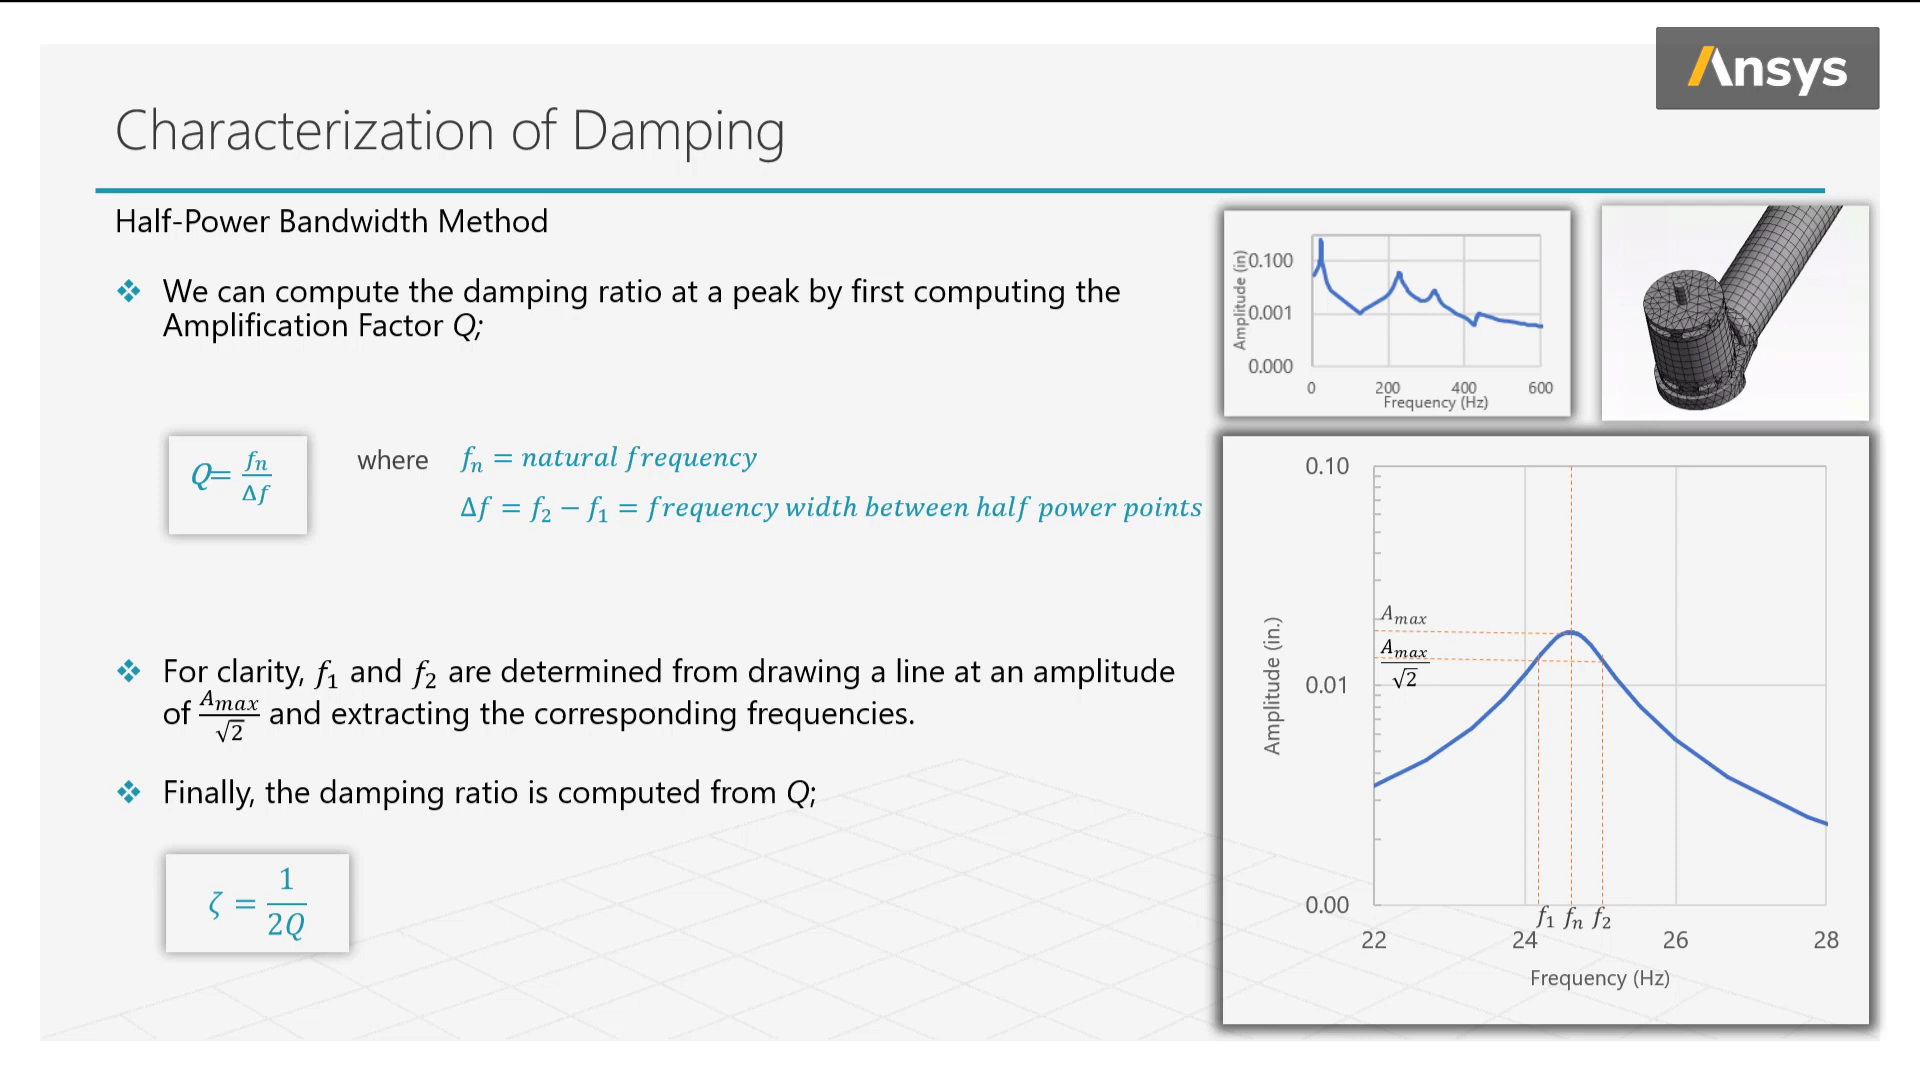 Ansys
Characterization of Damping
Half-Power Bandwidth Method
❖ We can compute the damping ratio at a peak by first computing the
Amplification Factor Q;
Q= fn/Δf
where fn = natural frequency
Δf = f2 − f1 = frequency width between half power points
❖ For clarity, f1 and f2 are determined from drawing a line at an amplitude
of Amax/√2 and extracting the corresponding frequencies.
❖ Finally, the damping ratio is computed from Q;
ζ = 1/2Q
Amplitude (in)
0.100
0.001
0.000
0 200 400 600
Frequency (Hz)
Amplitude (in.)
0.10
Amax
Amax/√2
0.01
0.00
f1 fn f2
22 24 26 28
Frequency (Hz)